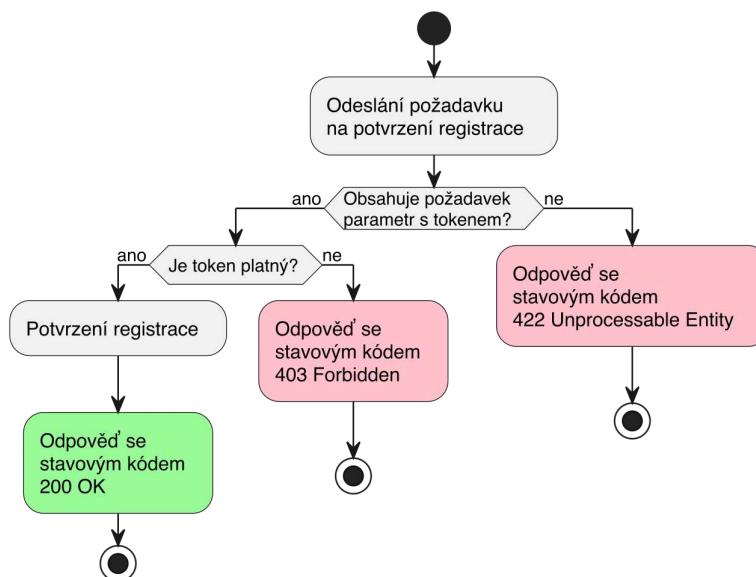 Odeslání požadavku
na potvrzení registrace
ano
Obsahuje požadavek
parametr s tokenem?
ne
ano
Je token platný?
ne
Odpověď se
stavovým kódem
422 Unprocessable Entity
Potvrzení registrace
Odpověď se
stavovým kódem
403 Forbidden
Odpověď se
stavovým kódem
200 OK